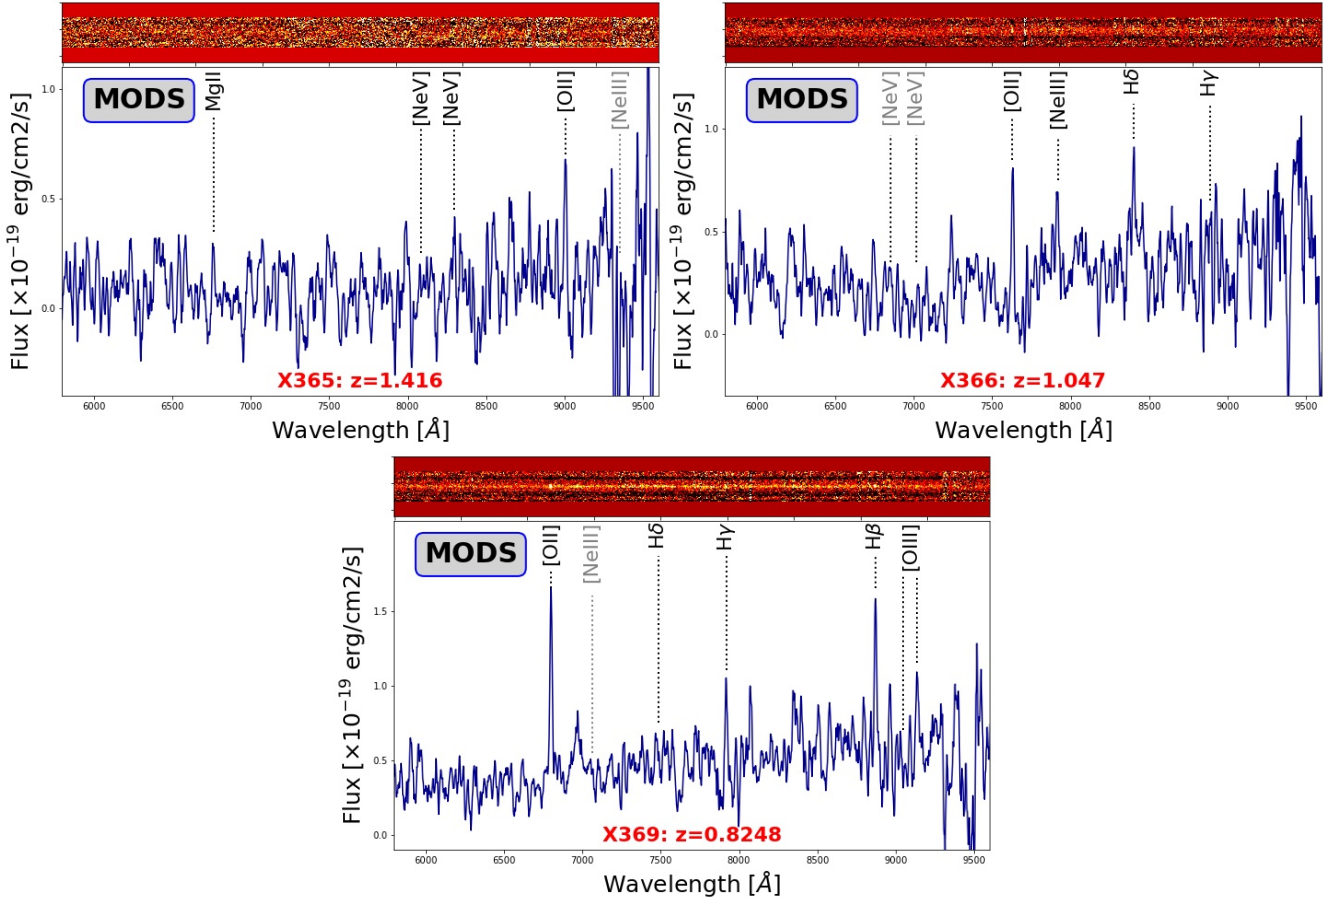 MODS
MgII
[NeV]
[NeV]
[OII]
[NeIII]
Flux [×10⁻¹⁹ erg/cm2/s]
1.0
0.5
0.0
X365: z=1.416
6000 6500 7000 7500 8000 8500 9000 9500
Wavelength [Å]
MODS
[NeV]
[NeV]
[OII]
[NeIII]
Hδ
Hγ
Flux [×10⁻¹⁹ erg/cm2/s]
1.0
0.5
0.0
X366: z=1.047
6000 6500 7000 7500 8000 8500 9000 9500
Wavelength [Å]
MODS
[OII]
[NeIII]
Hδ
Hγ
Hβ
[OIII]
Flux [×10⁻¹⁹ erg/cm2/s]
1.5
1.0
0.5
0.0
X369: z=0.8248
6000 6500 7000 7500 8000 8500 9000 9500
Wavelength [Å]